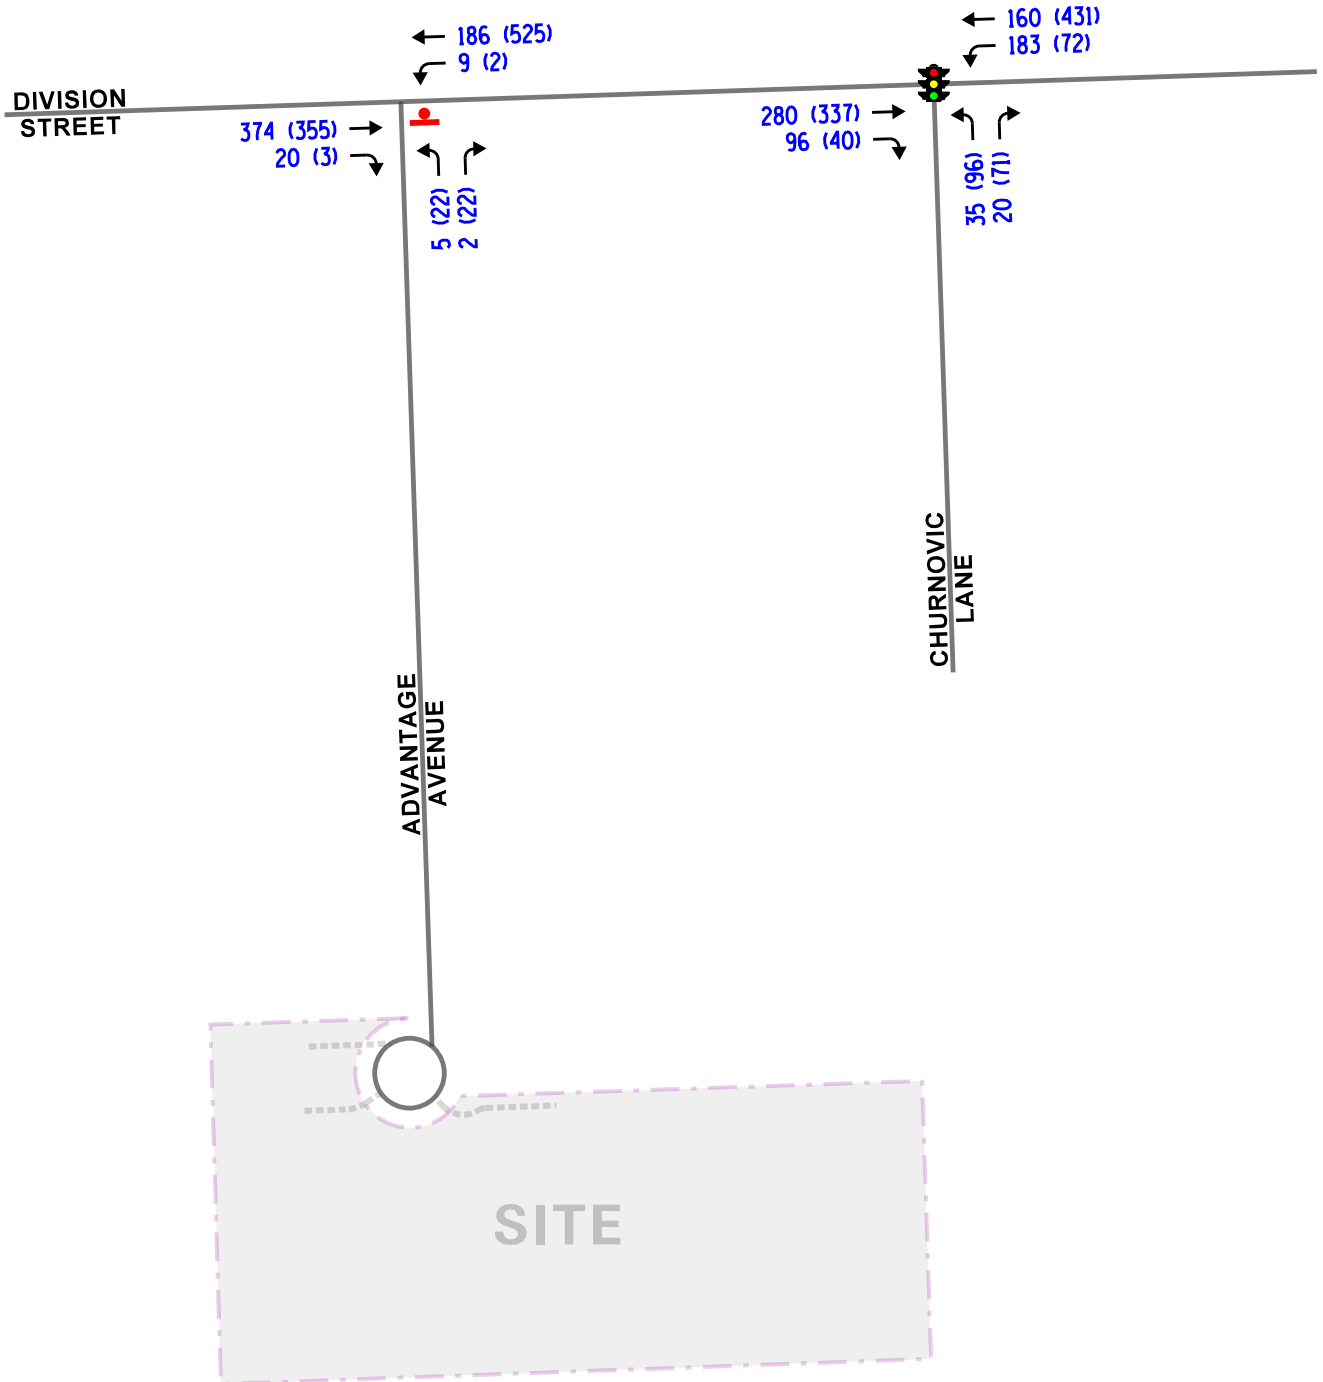 160 (431)
183 (72)
186 (525)
9 (2)
DIVISION
STREET
374 (355)
20 (3)
280 (337)
96 (40)
5 (22)
2 (22)
35 (96)
20 (71)
CHURNOVIC
LANE
ADVANTAGE
AVENUE
SITE